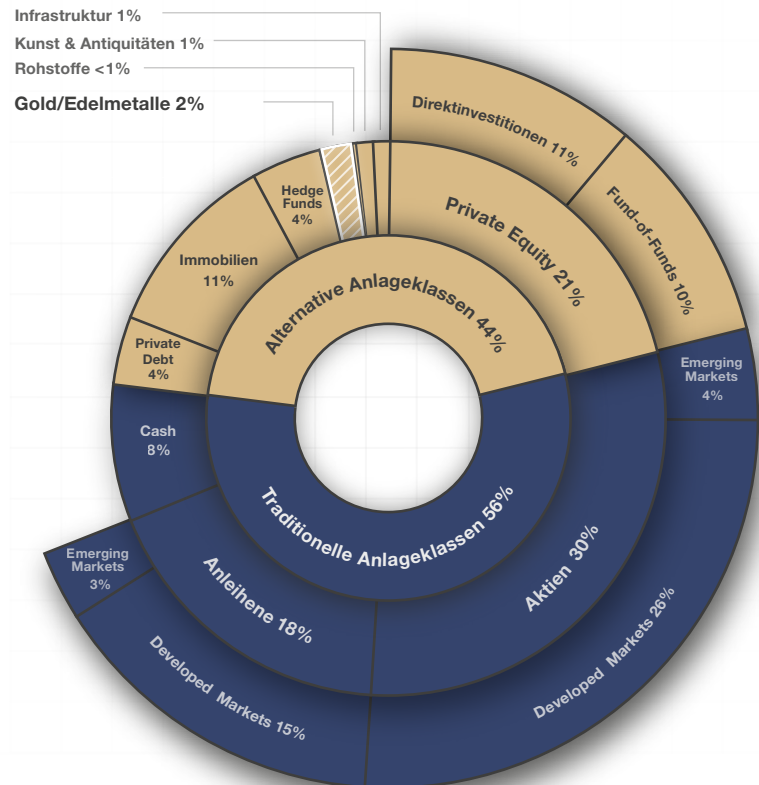 Infrastruktur 1%
Kunst & Antiquitäten 1%
Rohstoffe <1%
Gold/Edelmetalle 2%
Direktinvestitionen 11%
Fund-of-Funds 10%
Private Equity 21%
Hedge
Funds
4%
Immobilien
11%
Private
Debt
4%
Alternative Anlageklassen 44%
Emerging
Markets
4%
Cash
8%
Traditionelle Anlageklassen 56%
Aktien 30%
Anleihene 18%
Emerging
Markets
3%
Developed Markets 15%
Developed Markets 26%